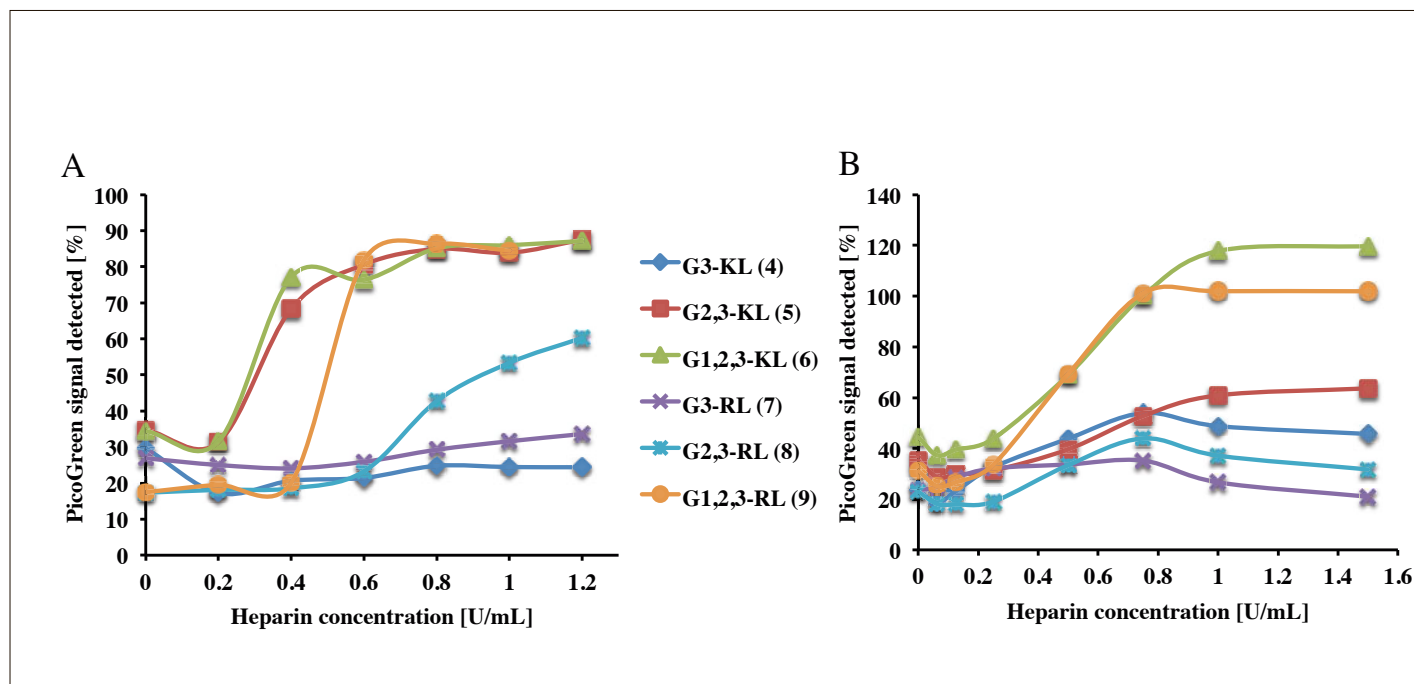 A
PicoGreen signal detected [%]
100
90
80
70
60
50
40
30
20
10
0
0 0.2 0.4 0.6 0.8 1 1.2
Heparin concentration [U/mL]
G3-KL (4)
G2,3-KL (5)
G1,2,3-KL (6)
G3-RL (7)
G2,3-RL (8)
G1,2,3-RL (9)
B
PicoGreen signal detected [%]
140
120
100
80
60
40
20
0
0 0.2 0.4 0.6 0.8 1 1.2 1.4 1.6
Heparin concentration [U/mL]